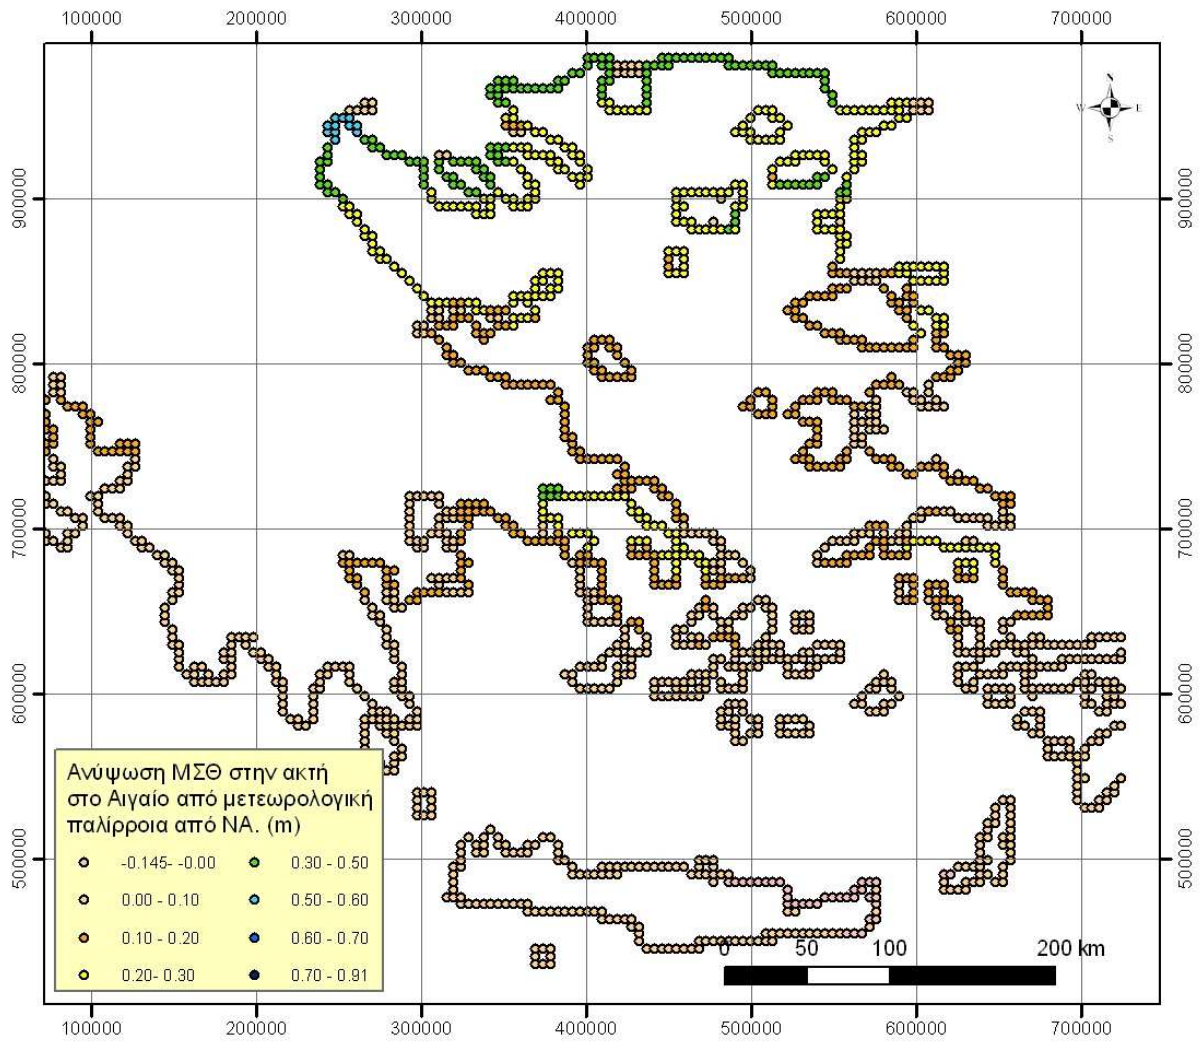 100000 200000 300000 400000 500000 600000 700000
N
W E
S
900000 900000
800000 800000
700000 700000
600000 600000
500000 500000
Ανύψωση ΜΣΘ στην ακτή
στο Αιγαίο από μετεωρολογική
παλίρροια από ΝΑ. (m)
-0.145- -0.00 0.30 - 0.50
0.00 - 0.10 0.50 - 0.60
0.10 - 0.20 0.60 - 0.70
0.20- 0.30 0.70 - 0.91
0 50 100 200 km
100000 200000 300000 400000 500000 600000 700000